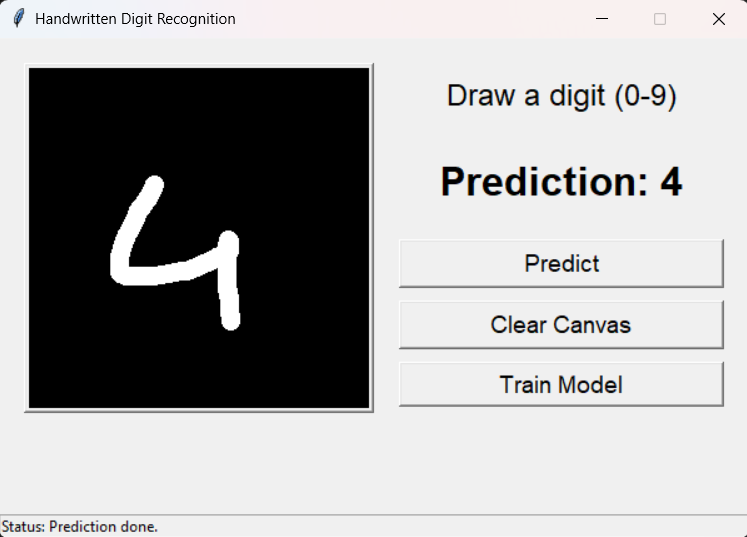 Handwritten Digit Recognition
4
Draw a digit (0-9)
Prediction: 4
Predict
Clear Canvas
Train Model
Status: Prediction done.